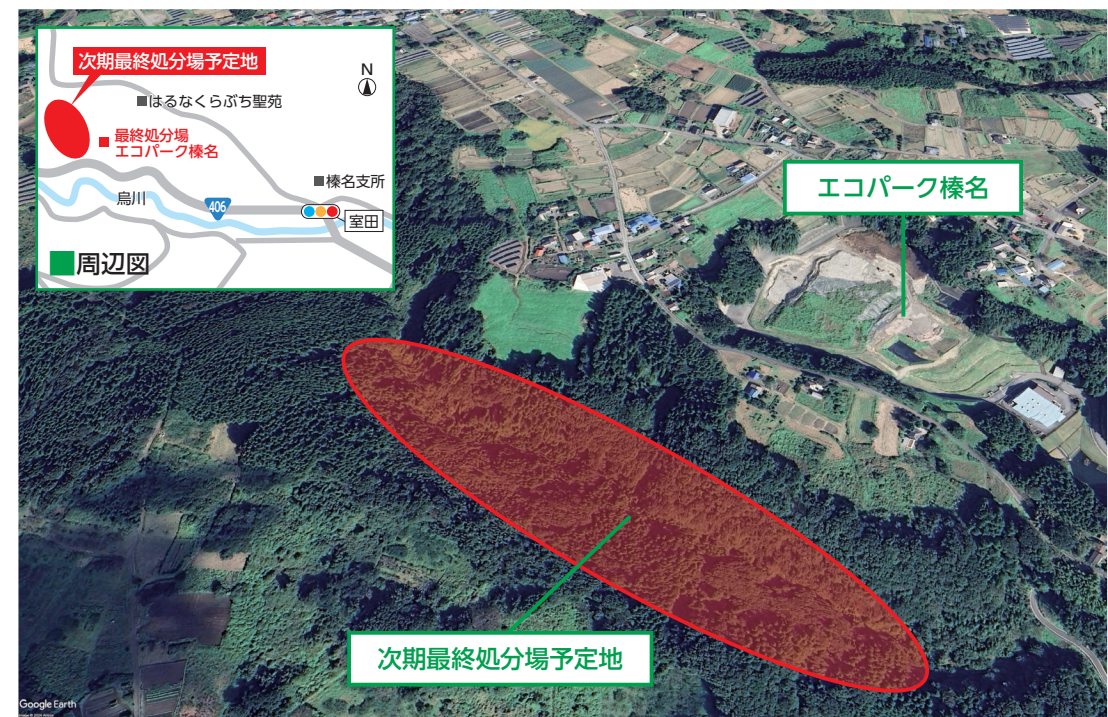 次期最終処分場予定地
N
■はるなくらぶち聖苑
■最終処分場
エコパーク榛名
■榛名支所
烏川
406
室田
■周辺図
エコパーク榛名
次期最終処分場予定地
Google Earth